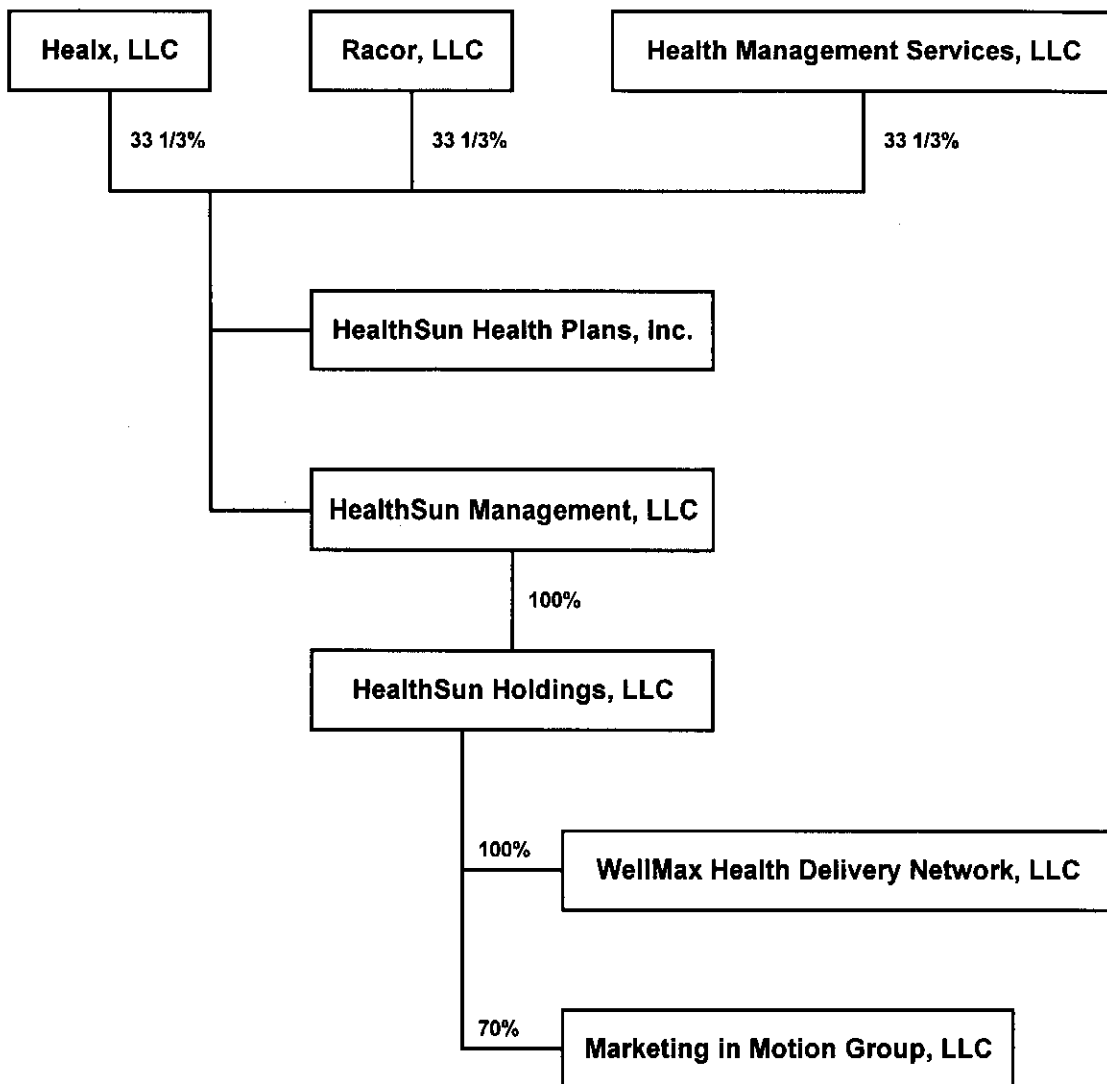 Healx, LLC
Racor, LLC
Health Management Services, LLC
33 1/3%
33 1/3%
33 1/3%
HealthSun Health Plans, Inc.
HealthSun Management, LLC
100%
HealthSun Holdings, LLC
100%
WellMax Health Delivery Network, LLC
70%
Marketing in Motion Group, LLC